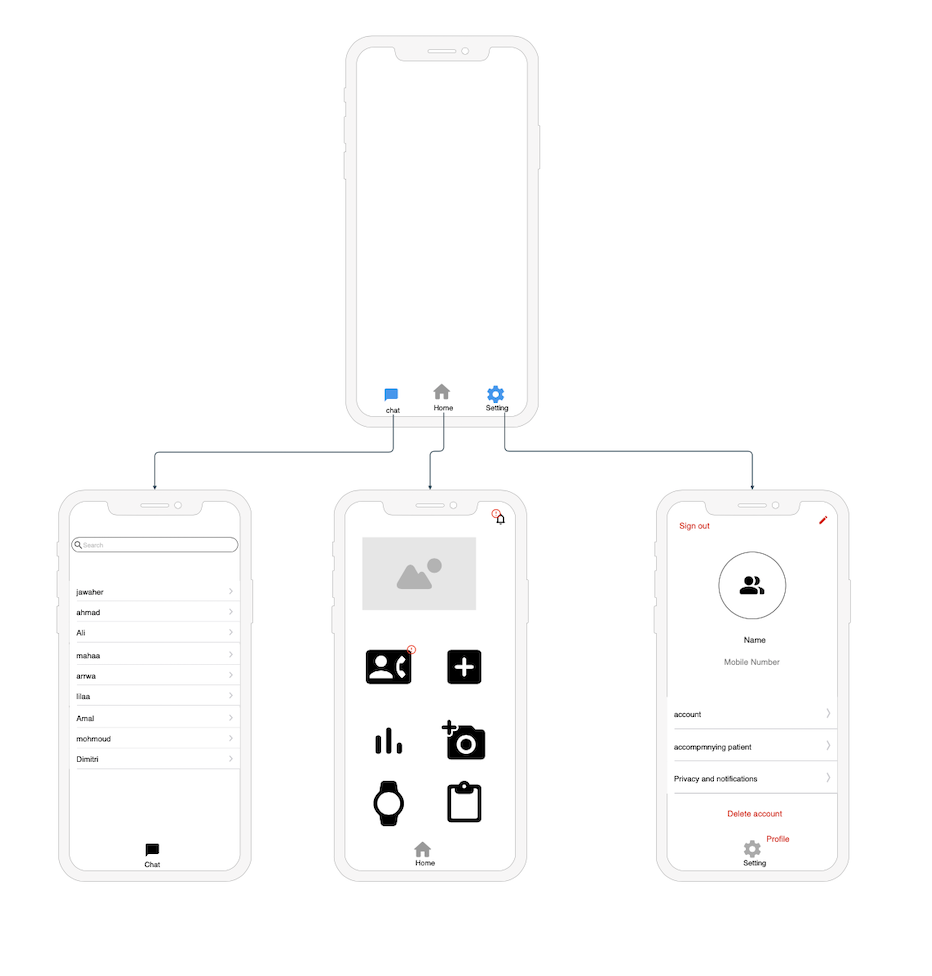 chat
Home
Setting
Search
jawaher
ahmad
Ali
mahaa
arrwa
lilaa
Amal
mohmoud
Dimitri
Chat
Home
Sign out
Name
Mobile Number
account
accompmnying patient
Privacy and notifications
Delete account
Profile
Setting